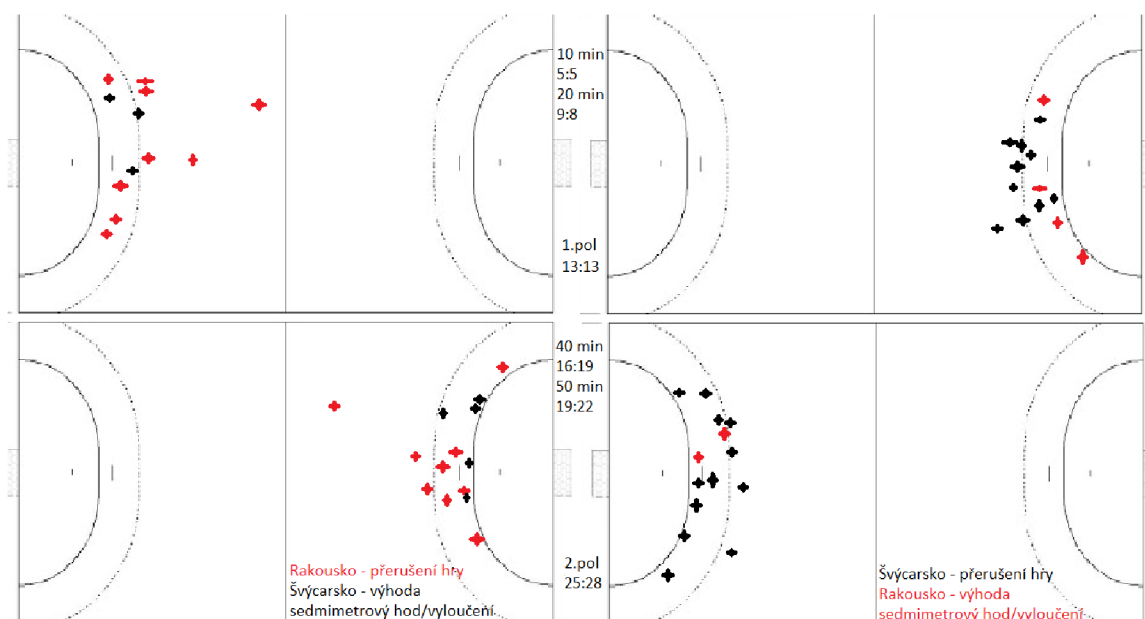 10 min
5:5
20 min
9:8
1.pol
13:13
40 min
16:19
50 min
19:22
2.pol
25:28
Rakousko - přerušení hry
Švýcarsko - výhoda
sedmimetrový hod/vyloučení
Švýcarsko - přerušení hry
Rakousko - výhoda
sedmimetrový hod/vyloučení